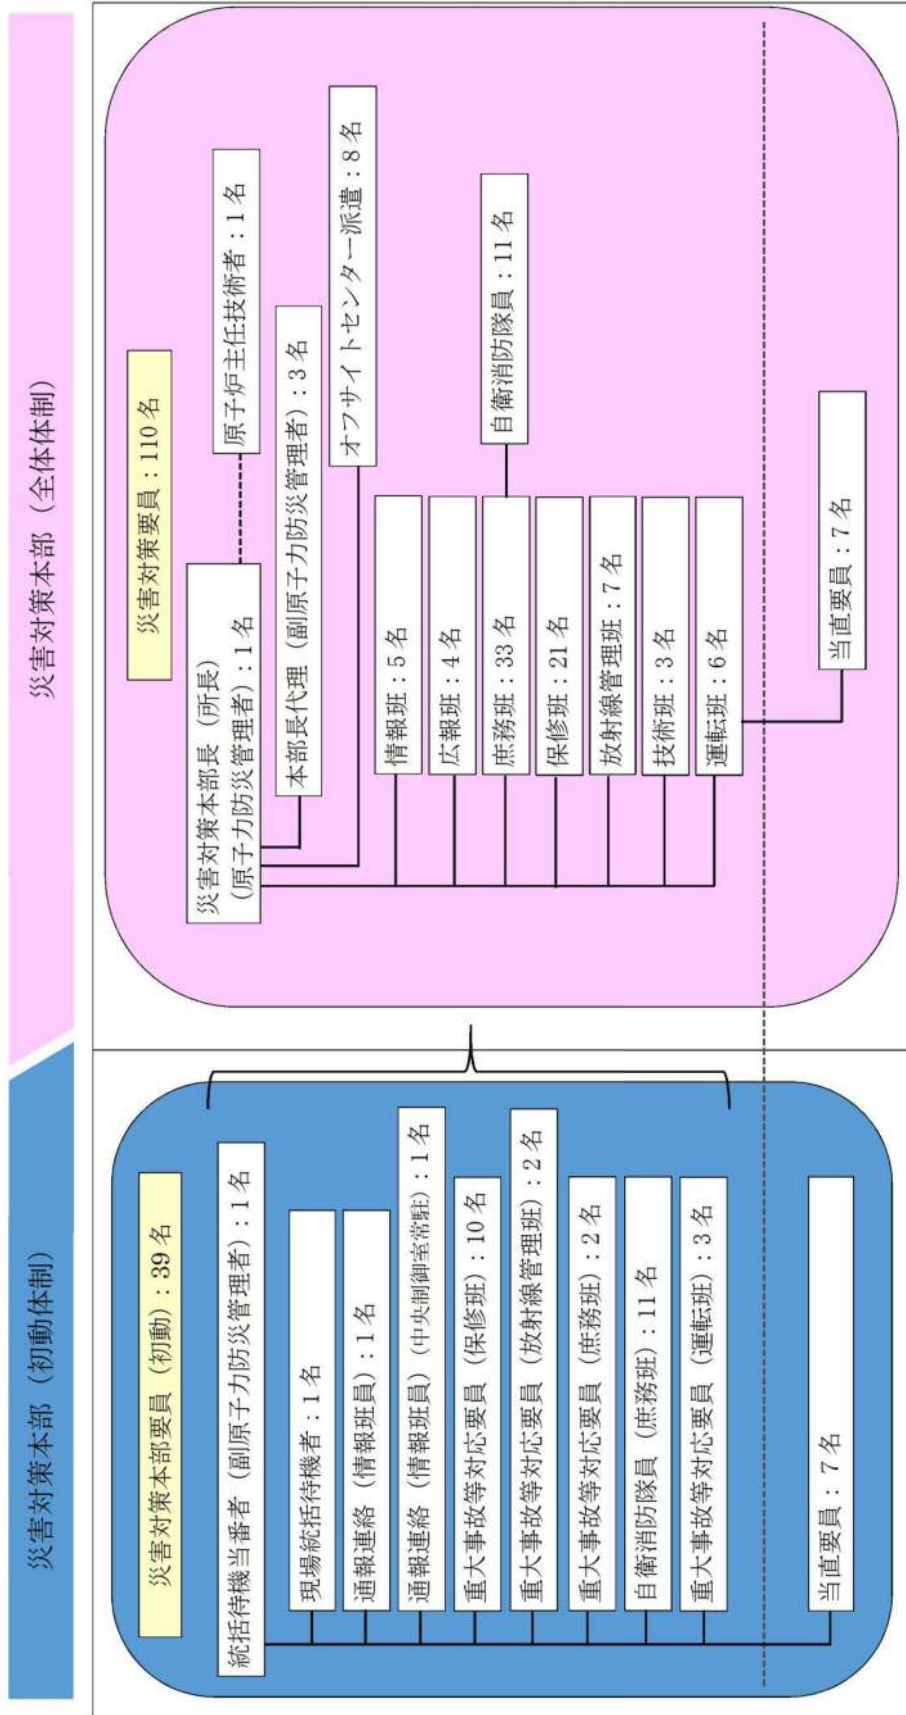 災害対策本部（初動体制）
災害対策本部（全体体制）
災害対策本部要員（初動）：39名
統括待機当番者（副原子力防災管理者）：1名
現場統括待機者：1名
通報連絡（情報班員）：1名
通報連絡（情報班員）（中央制御室常駐）：1名
重大事故等対応要員（保修班）：10名
重大事故等対応要員（放射線管理班）：2名
重大事故等対応要員（庶務班）：2名
自衛消防隊員（庶務班）：11名
重大事故等対応要員（運転班）：3名
当直要員：7名
災害対策要員：110名
災害対策本部長（所長）
（原子力防災管理者）：1名
原子炉主任技術者：1名
本部長代理（副原子力防災管理者）：3名
オフサイトセンター派遣：8名
情報班：5名
広報班：4名
庶務班：33名
自衛消防隊員：11名
保修班：21名
放射線管理班：7名
技術班：3名
運転班：6名
当直要員：7名